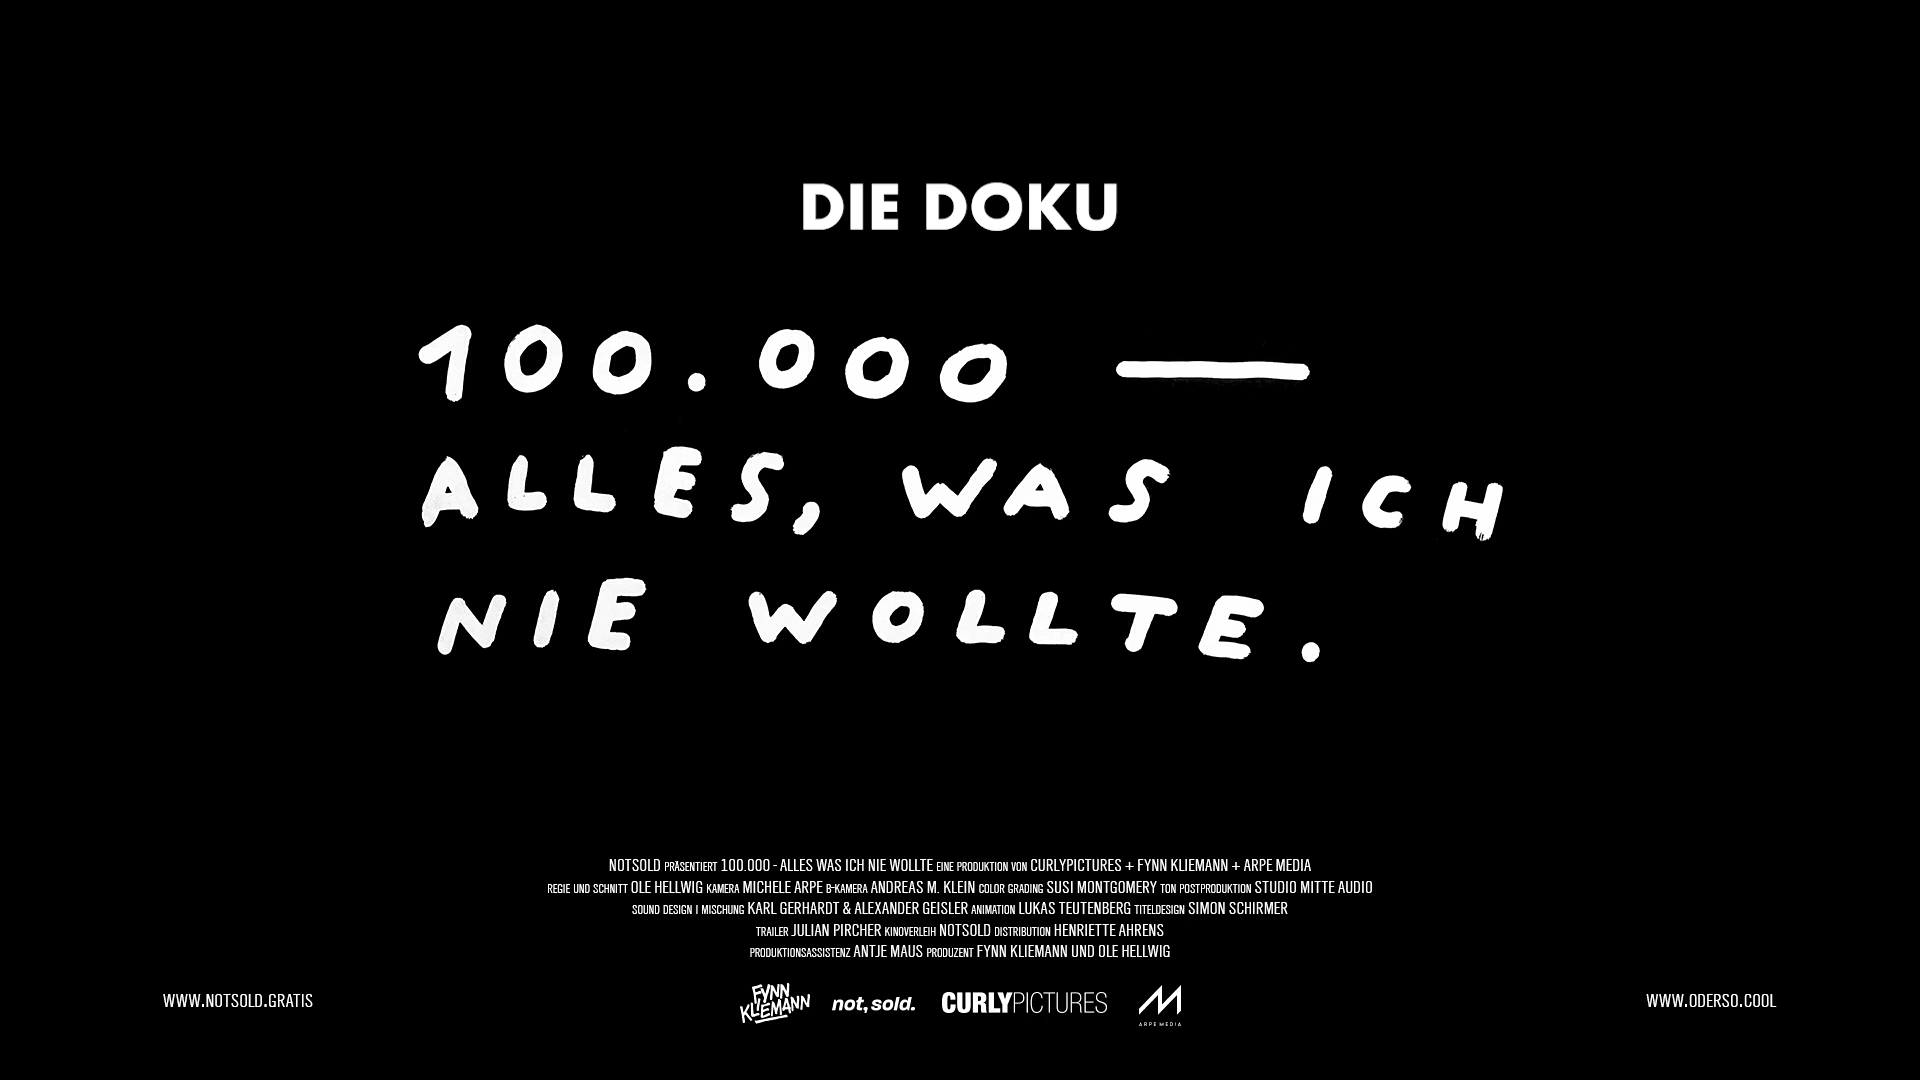 DIE DOKU
100.000 —
ALLES, WAS ICH
NIE WOLLTE.
NOTSOLD PRÄSENTIERT 100.000 - ALLES WAS ICH NIE WOLLTE EINE PRODUKTION VON CURLYPICTURES + FYNN KLIEMANN + ARPE MEDIA
REGIE UND SCHNITT OLE HELLWIG KAMERA MICHELE ARPE B-KAMERA ANDREAS M. KLEIN COLOR GRADING SUSI MONTGOMERY TON POSTPRODUKTION STUDIO MITTE AUDIO
SOUND DESIGN I MISCHUNG KARL GERHARDT & ALEXANDER GEISLER ANIMATION LUKAS TEUTENBERG TITELDESIGN SIMON SCHIRMER
TRAILER JULIAN PIRCHER KINOVERLEIH NOTSOLD DISTRIBUTION HENRIETTE AHRENS
PRODUKTIONSASSISTENZ ANTJE MAUS PRODUZENT FYNN KLIEMANN UND OLE HELLWIG
WWW.NOTSOLD.GRATIS
FYNN
KLIEMANN
not, sold.
CURLYPICTURES
ARPE MEDIA
WWW.ODERSO.COOL